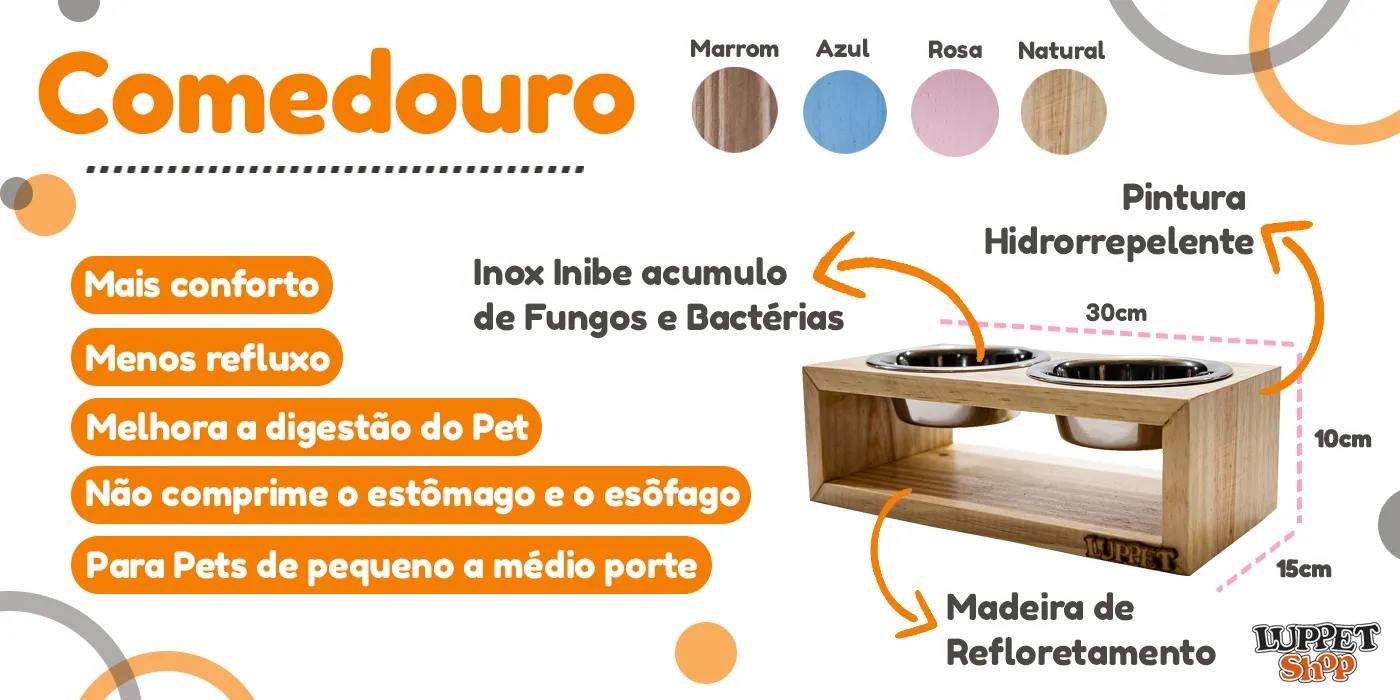 Comedouro
Marrom
Azul
Rosa
Natural
Pintura
Hidrorrepelente
Inox Inibe acumulo
de Fungos e Bactérias
Mais conforto
Menos refluxo
Melhora a digestão do Pet
Não comprime o estômago e o esôfago
Para Pets de pequeno a médio porte
30cm
10cm
15cm
LUPPET
Madeira de
Refloretamento
LUPPET
Shop